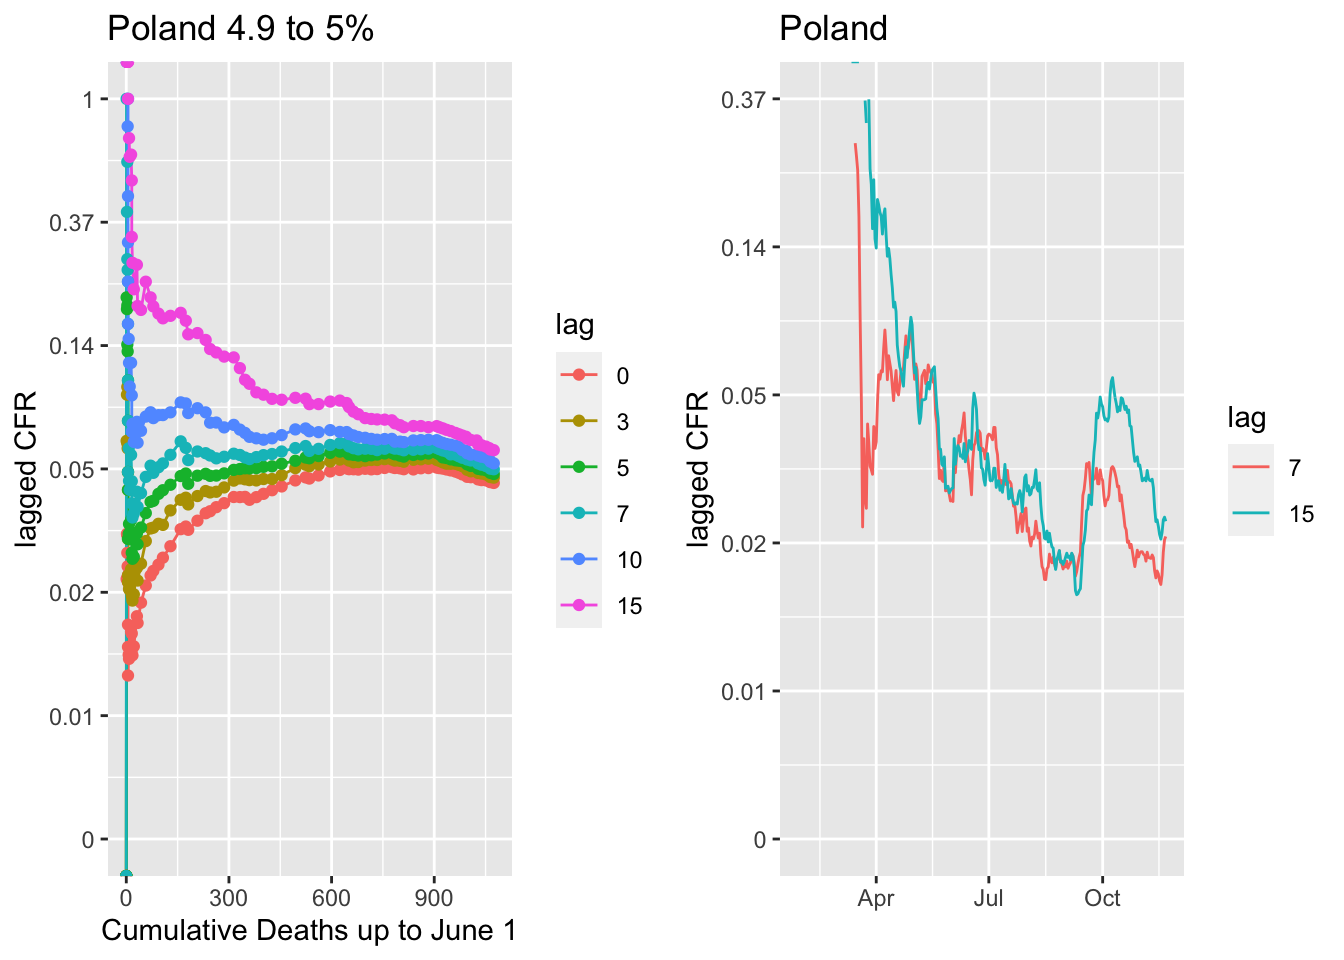 Poland 4.9 to 5%
lagged CFR
1
0.37
0.14
0.05
0.02
0.01
0
0 300 600 900
Cumulative Deaths up to June 1
lag
0
3
5
7
10
15
Poland
lagged CFR
0.37
0.14
0.05
0.02
0.01
0
Apr Jul Oct
lag
7
15